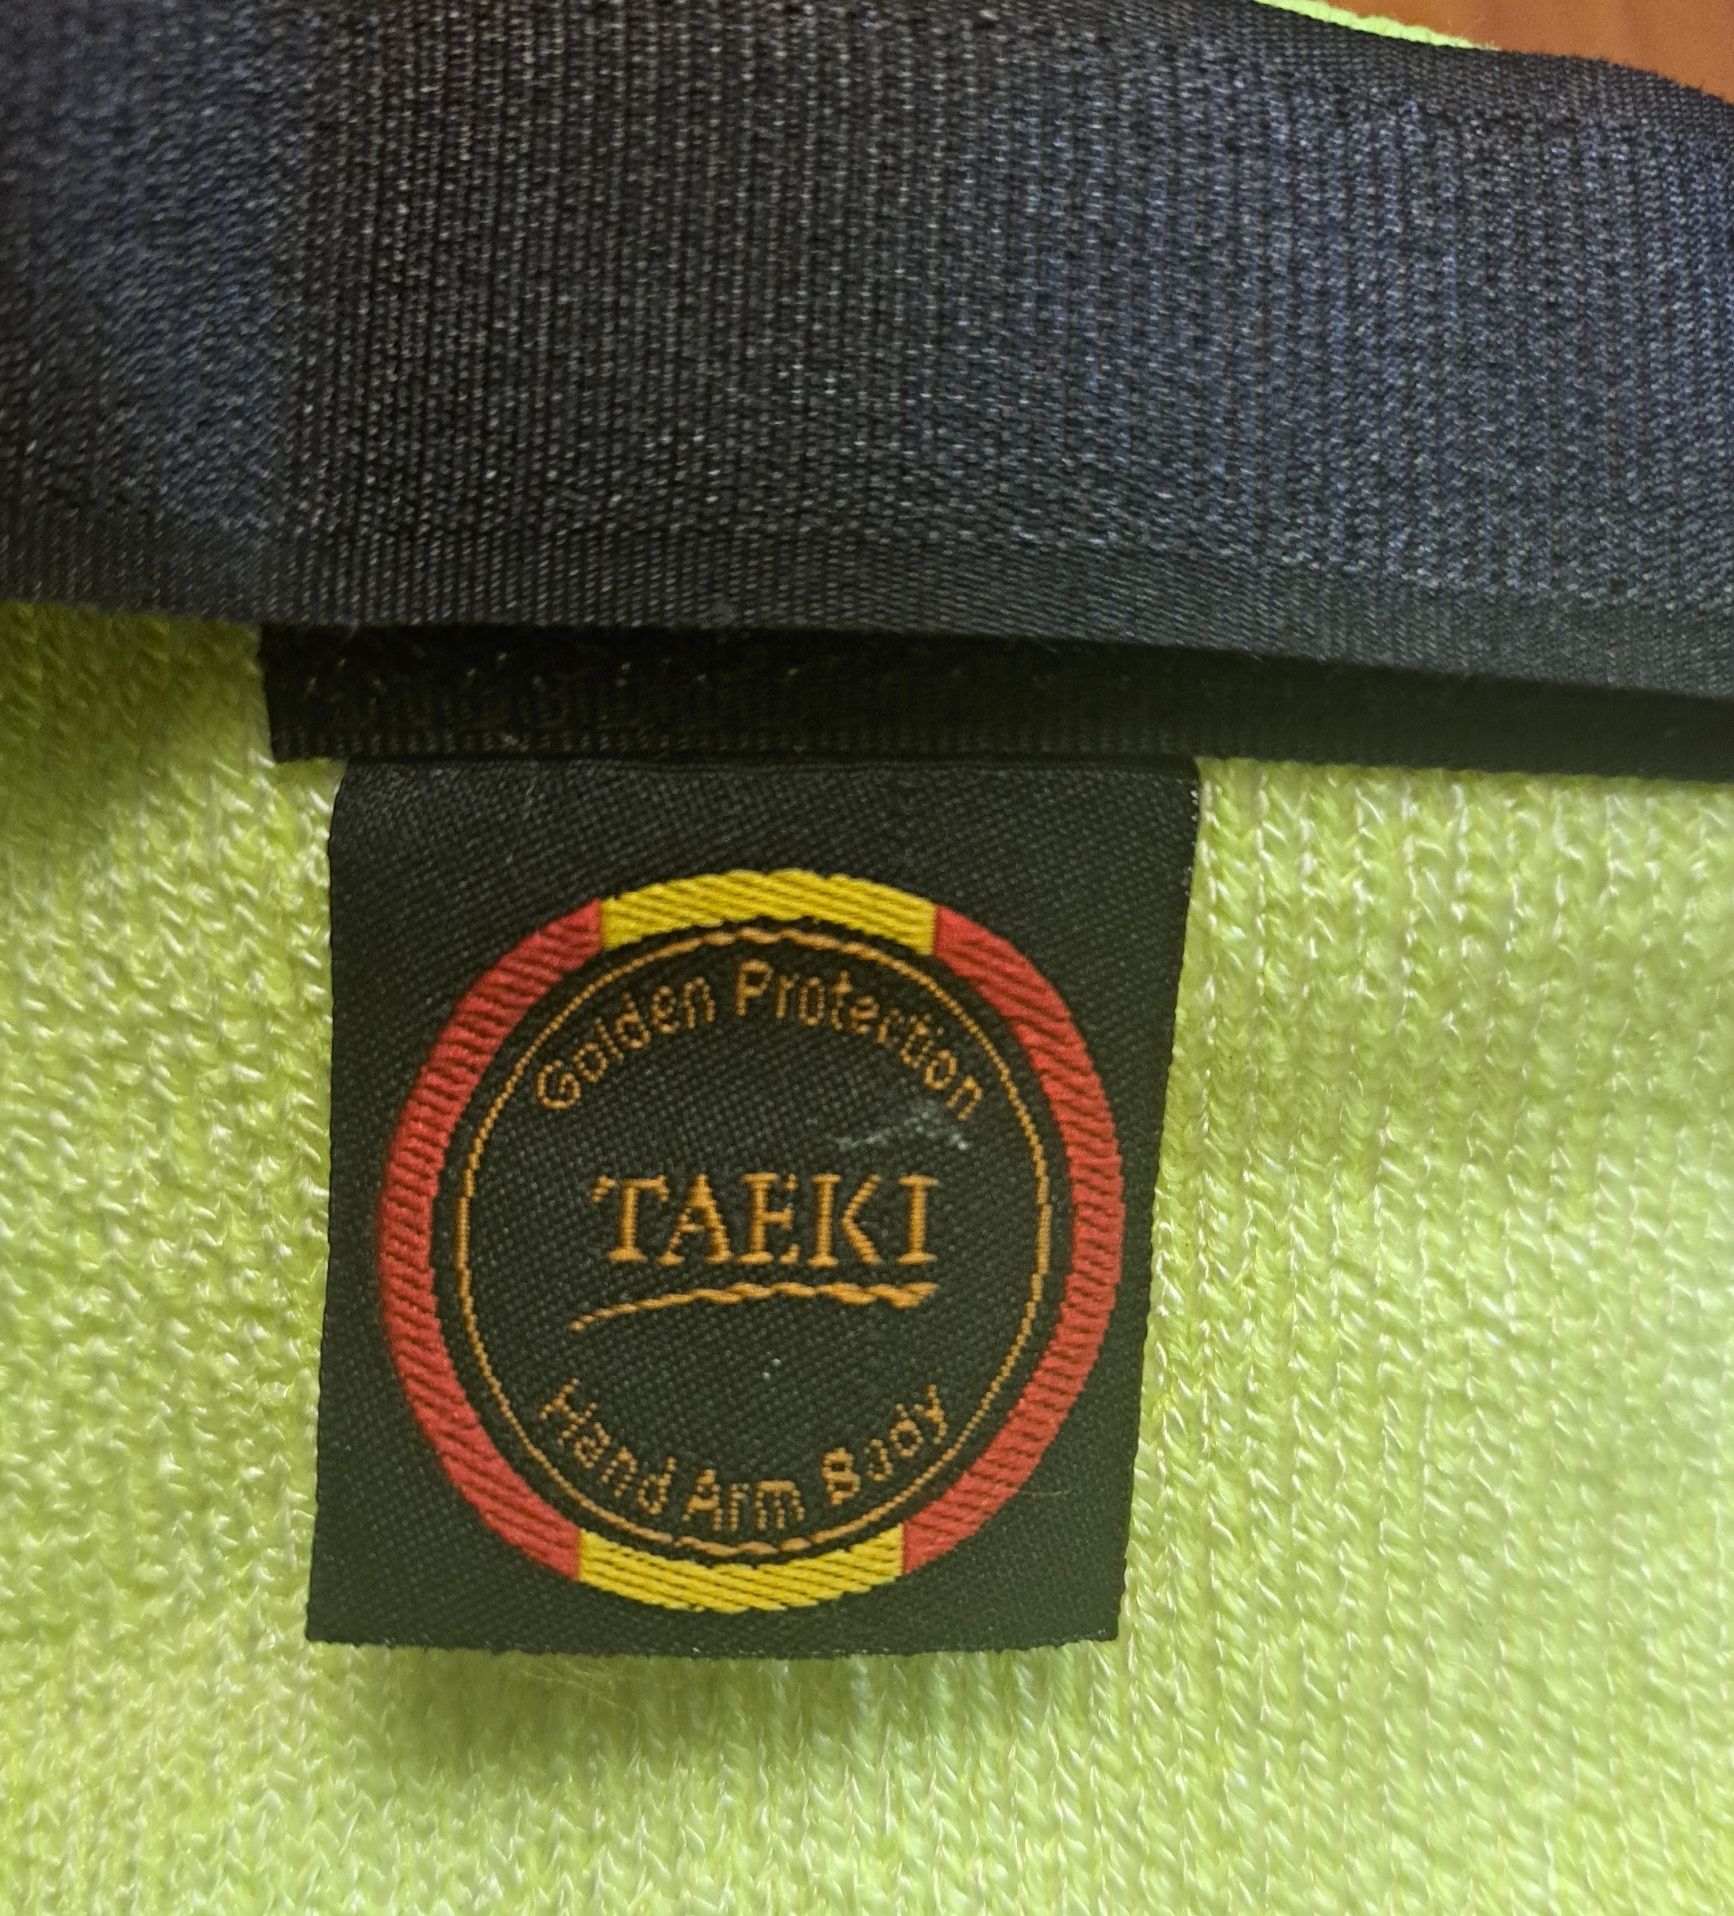 Golden Protection
TAEKI
Hand Arm Body